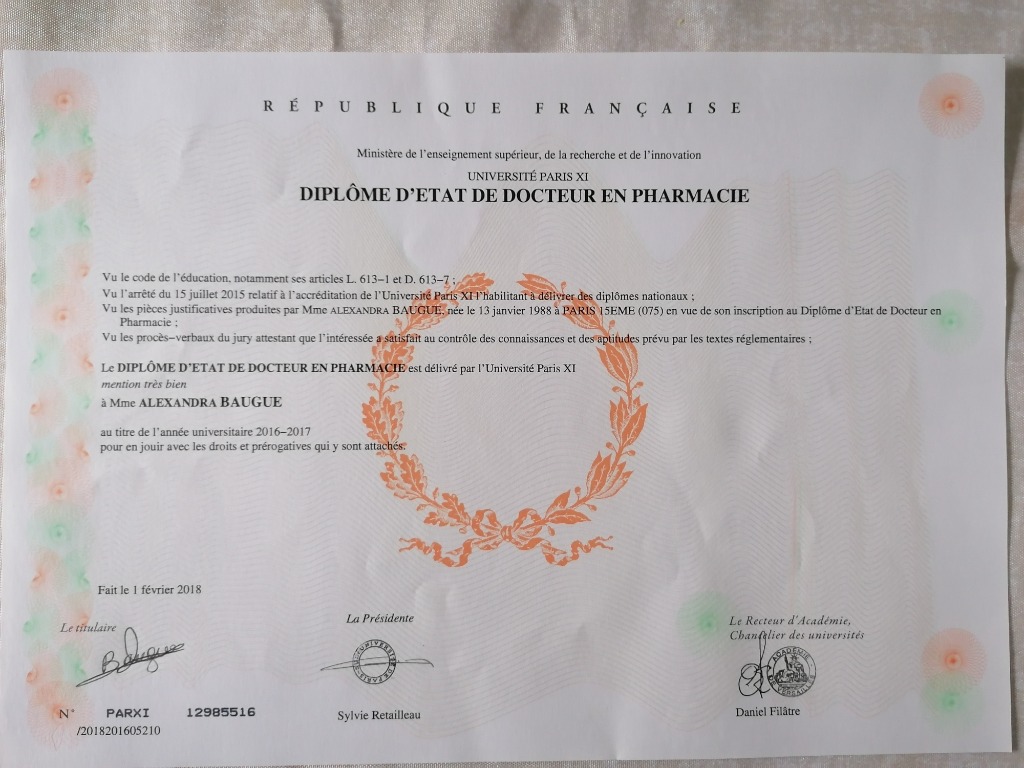 RÉPUBLIQUE FRANÇAISE
Ministère de l'enseignement supérieur, de la recherche et de l'innovation
UNIVERSITÉ PARIS XI
DIPLÔME D'ETAT DE DOCTEUR EN PHARMACIE
Vu le code de l'éducation, notamment ses articles L. 613-1 et D. 613-7 ;
Vu l'arrêté du 15 juillet 2015 relatif à l'accréditation de l'Université Paris XI l'habilitant à délivrer des diplômes nationaux ;
Vu les pièces justificatives produites par Mme ALEXANDRA BAUGUE, née le 13 janvier 1988 à PARIS 15EME (075) en vue de son inscription au Diplôme d'Etat de Docteur en
Pharmacie ;
Vu les procès-verbaux du jury attestant que l'intéressée a satisfait au contrôle des connaissances et des aptitudes prévu par les textes réglementaires ;
Le DIPLÔME D'ETAT DE DOCTEUR EN PHARMACIE est délivré par l'Université Paris XI
mention très bien
à Mme ALEXANDRA BAUGUE
au titre de l'année universitaire 2016-2017
pour en jouir avec les droits et prérogatives qui y sont attachés.
Fait le 1 février 2018
Le titulaire
Baugue
La Présidente
UNIVERSITE DE PARIS
Sylvie Retailleau
Le Recteur d'Académie,
Chancelier des universités
ACADEMIE DE VERSAILLES
Daniel Filâtre
N° PARXI 12985516
/2018201605210